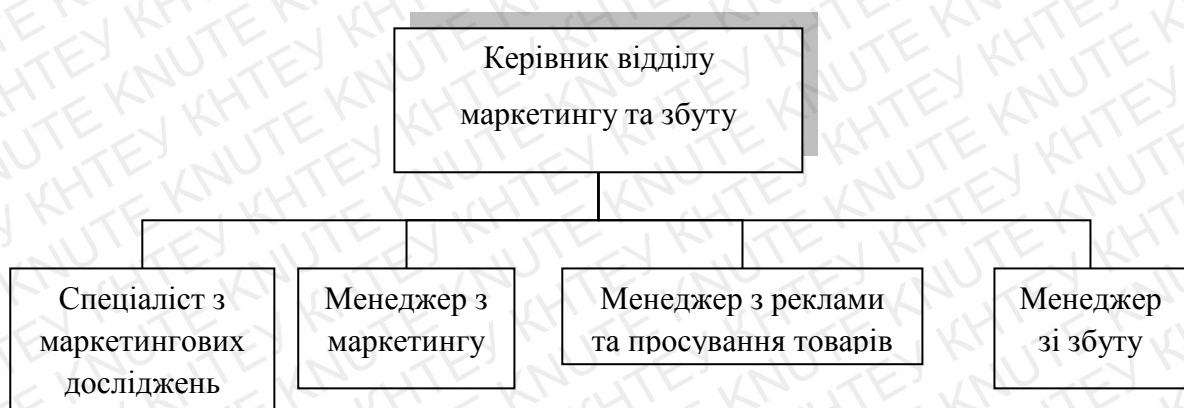 Керівник відділу
маркетингу та збуту
Спеціаліст з
маркетингових
досліджень
Менеджер з
маркетингу
Менеджер з реклами
та просування товарів
Менеджер
зі збуту